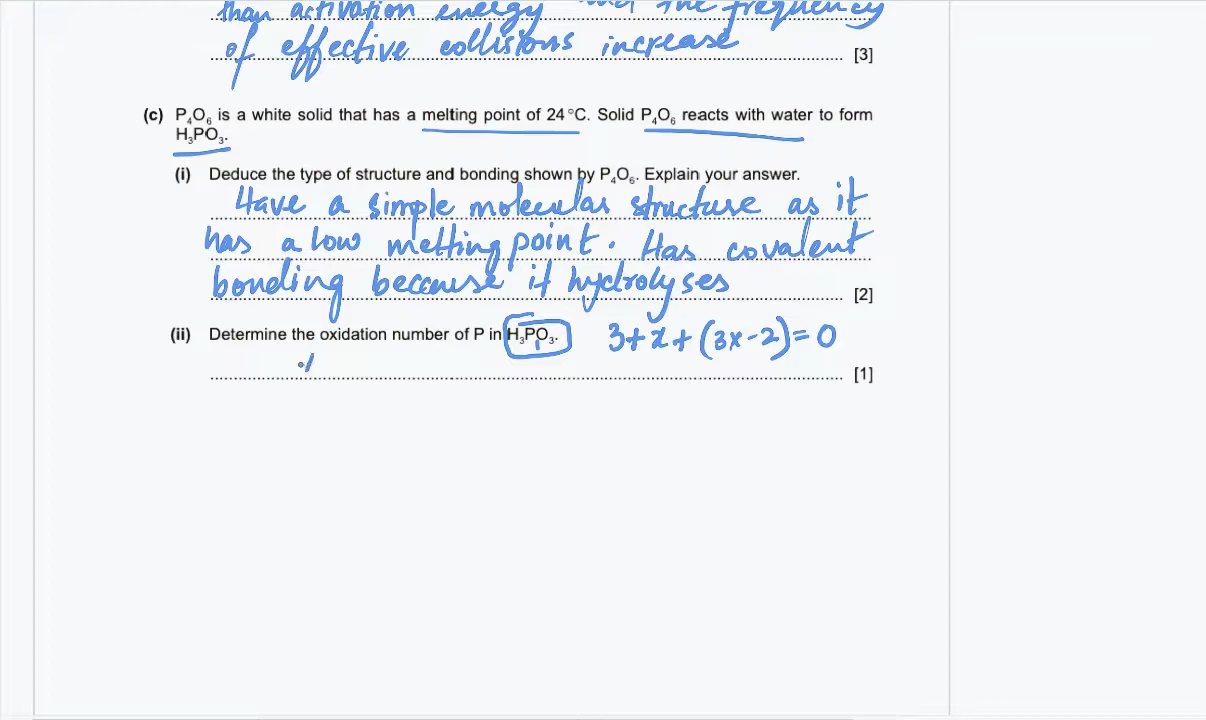 than activation energy and the frequency
of effective collisions increase [3]
(c) P₄O₆ is a white solid that has a melting point of 24 °C. Solid P₄O₆ reacts with water to form
H₃PO₃.
(i) Deduce the type of structure and bonding shown by P₄O₆. Explain your answer.
Have a simple molecular structure as it
has a low melting point. Has covalent
bonding because it hydrolyses [2]
(ii) Determine the oxidation number of P in H₃PO₃. 3+x+(3x-2)=0
[1]